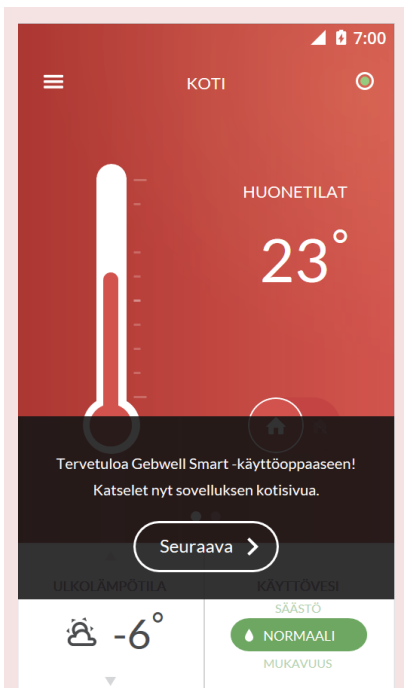 7:00
KOTI
HUONETILAT
23°
Tervetuloa Gebwell Smart -käyttöoppaaseen!
Katselet nyt sovelluksen kotisivua.
Seuraava
ULKOLÄMPÖTILA
KÄYTTÖVESI
-6°
SÄÄSTÖ
NORMAALI
MUKAVUUS